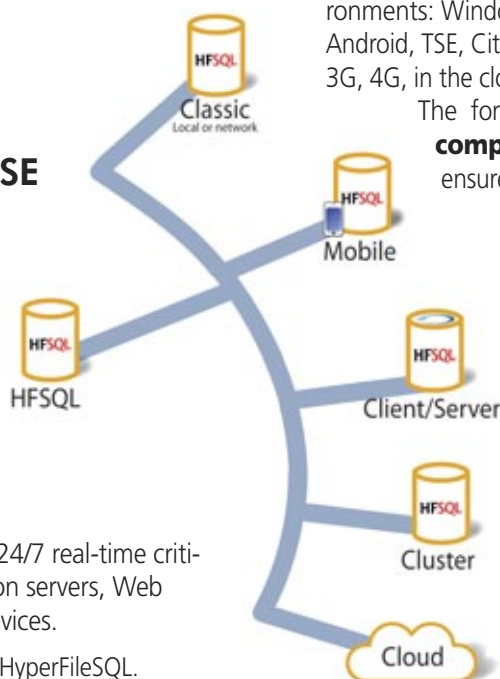 ronments: Windo
Android, TSE, Cit
3G, 4G, in the clo
The for
comp
ensure
SE
HFSQL
Classic
Local or network
HFSQL
Mobile
HFSQL
HFSQL
HFSQL
Client/Server
HFSQL
Cluster
Cloud
24/7 real-time criti-
on servers, Web
vices.
HyperFileSQL.